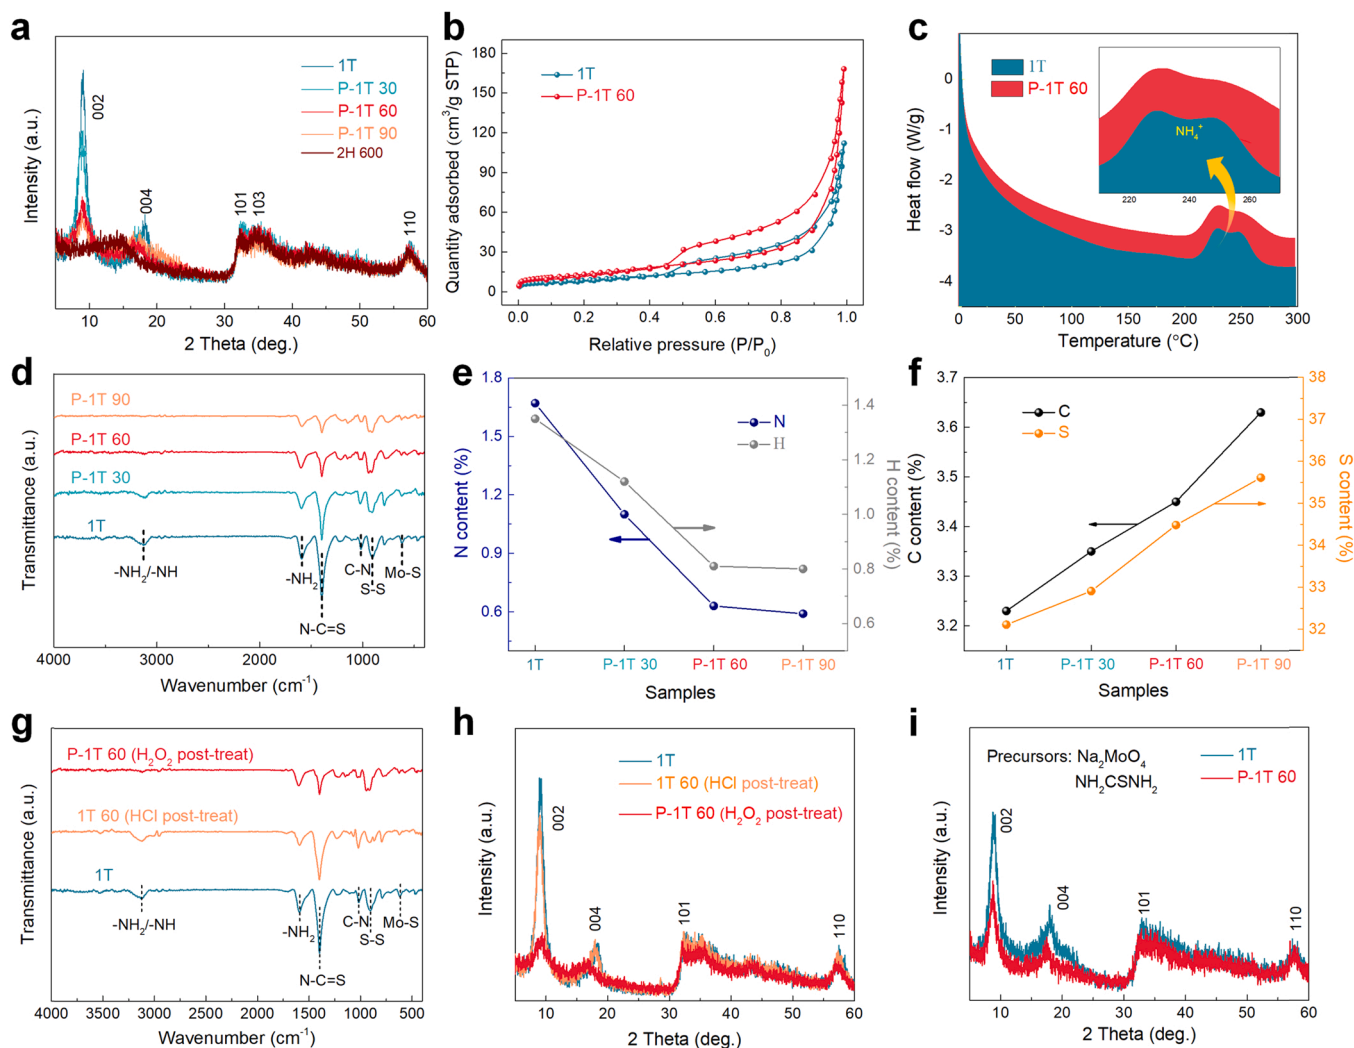 a
1T
P-1T 30
P-1T 60
P-1T 90
2H 600
002
004
101
103
110
Intensity (a.u.)
10 20 30 40 50 60
2 Theta (deg.)
b
1T
P-1T 60
Quantity adsorbed (cm³/g STP)
180
150
120
90
60
30
0
0.0 0.2 0.4 0.6 0.8 1.0
Relative pressure (P/P₀)
c
1T
P-1T 60
NH₄⁺
220 240 260
Heat flow (W/g)
0
-1
-2
-3
-4
0 50 100 150 200 250 300
Temperature (°C)
d
P-1T 90
P-1T 60
P-1T 30
1T
-NH₂/-NH
-NH₂
N-C=S
C-N
S-S
Mo-S
Transmittance (a.u.)
4000 3000 2000 1000
Wavenumber (cm⁻¹)
e
N
H
N content (%)
1.8
1.5
1.2
0.9
0.6
H content (%)
1.4
1.2
1.0
0.8
0.6
1T P-1T 30 P-1T 60 P-1T 90
Samples
f
C
S
C content (%)
3.7
3.6
3.5
3.4
3.3
3.2
S content (%)
38
37
36
35
34
33
32
1T P-1T 30 P-1T 60 P-1T 90
Samples
g
P-1T 60 (H₂O₂ post-treat)
1T 60 (HCl post-treat)
1T
-NH₂/-NH
-NH₂
N-C=S
C-N
S-S
Mo-S
Transmittance (a.u.)
4000 3500 3000 2500 2000 1500 1000 500
Wavenumber (cm⁻¹)
h
1T
1T 60 (HCl post-treat)
P-1T 60 (H₂O₂ post-treat)
002
004
101
110
Intensity (a.u.)
10 20 30 40 50 60
2 Theta (deg.)
i
Precursors: Na₂MoO₄
NH₂CSNH₂
1T
P-1T 60
002
004
101
110
Intensity (a.u.)
10 20 30 40 50 60
2 Theta (deg.)